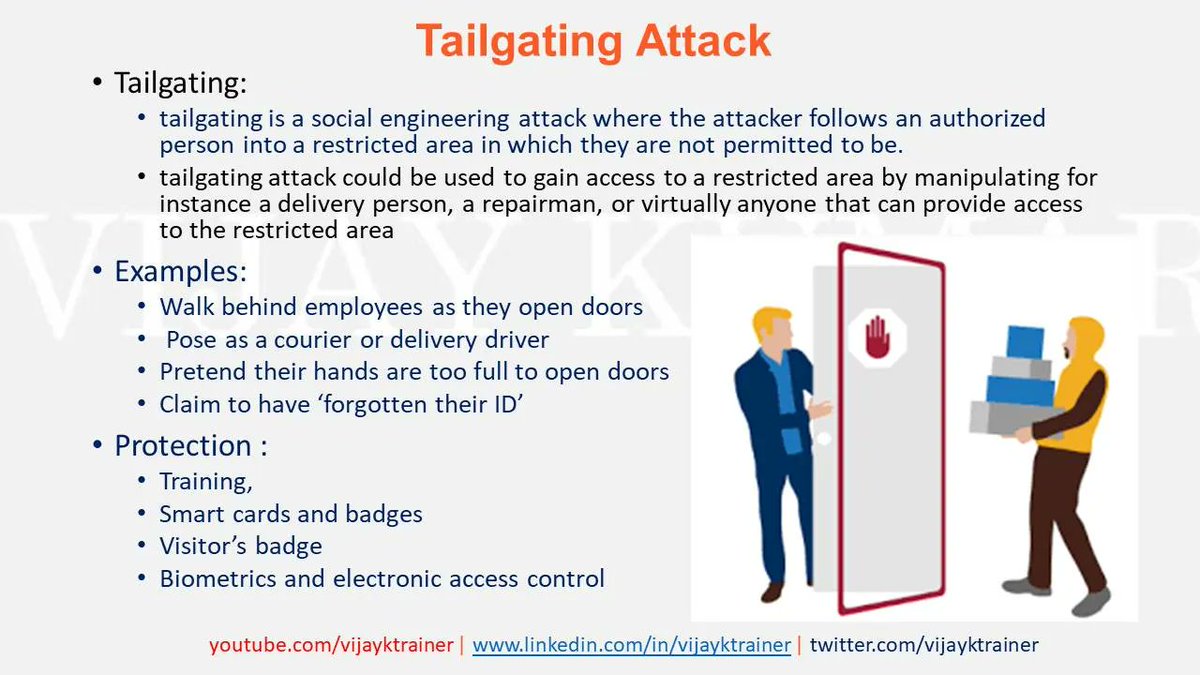 Tailgating Attack
• Tailgating:
• tailgating is a social engineering attack where the attacker follows an authorized
person into a restricted area in which they are not permitted to be.
• tailgating attack could be used to gain access to a restricted area by manipulating for
instance a delivery person, a repairman, or virtually anyone that can provide access
to the restricted area
VIJAY KUMAR
• Examples:
• Walk behind employees as they open doors
• Pose as a courier or delivery driver
• Pretend their hands are too full to open doors
• Claim to have ‘forgotten their ID’
• Protection :
• Training,
• Smart cards and badges
• Visitor’s badge
• Biometrics and electronic access control
youtube.com/vijayktrainer | www.linkedin.com/in/vijayktrainer | twitter.com/vijayktrainer